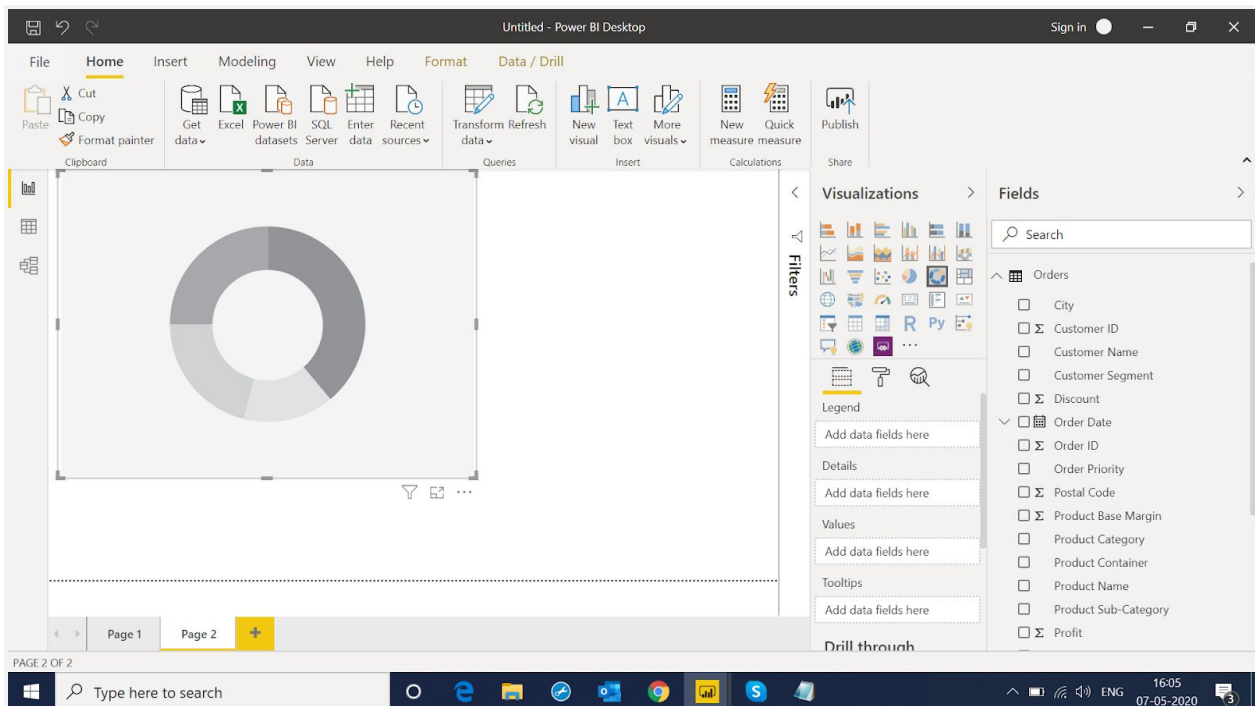 Untitled - Power BI Desktop
Sign in
File Home Insert Modeling View Help Format Data / Drill
Cut
Copy
Format painter
Paste
Clipboard
Get data
Excel
Power BI datasets
SQL Server
Enter data
Recent sources
Data
Transform data
Refresh
Queries
New visual
Text box
More visuals
Insert
New measure
Quick measure
Calculations
Publish
Share
Filters
Visualizations
R Py
123
Legend
Add data fields here
Details
Add data fields here
Values
Add data fields here
Tooltips
Add data fields here
Drill through
Fields
Search
Orders
City
Σ Customer ID
Customer Name
Customer Segment
Σ Discount
Order Date
Σ Order ID
Order Priority
Σ Postal Code
Σ Product Base Margin
Product Category
Product Container
Product Name
Product Sub-Category
Σ Profit
Page 1 Page 2 +
PAGE 2 OF 2
Type here to search
ENG
16:05
07-05-2020
3